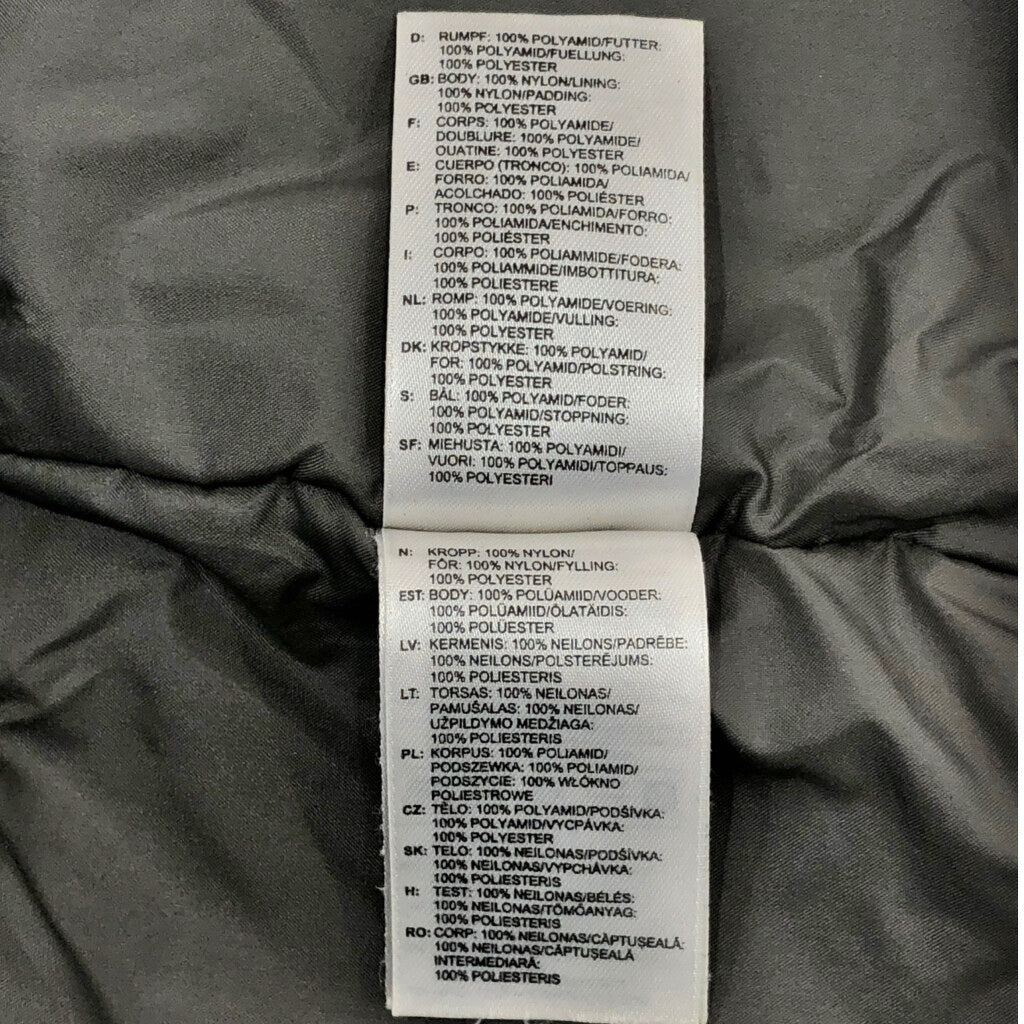 D: RUMPF: 100% POLYAMID/FUTTER:
100% POLYAMID/FUELLUNG:
100% POLYESTER
GB: BODY: 100% NYLON/LINING:
100% NYLON/PADDING:
100% POLYESTER
F: CORPS: 100% POLYAMIDE/
DOUBLURE: 100% POLYAMIDE/
OUATINE: 100% POLYESTER
E: CUERPO (TRONCO): 100% POLIAMIDA/
FORRO: 100% POLIAMIDA/
ACOLCHADO: 100% POLIÉSTER
P: TRONCO: 100% POLIAMIDA/FORRO:
100% POLIAMIDA/ENCHIMENTO:
100% POLIÉSTER
I: CORPO: 100% POLIAMMIDE/FODERA:
100% POLIAMMIDE/IMBOTTITURA:
100% POLIESTERE
NL: ROMP: 100% POLYAMIDE/VOERING:
100% POLYAMIDE/VULLING:
100% POLYESTER
DK: KROPSTYKKE: 100% POLYAMID/
FOR: 100% POLYAMID/POLSTRING:
100% POLYESTER
S: BÅL: 100% POLYAMID/FODER:
100% POLYAMID/STOPPNING:
100% POLYESTER
SF: MIEHUSTA: 100% POLYAMIDI/
VUORI: 100% POLYAMIDI/TOPPAUS:
100% POLYESTERI
N: KROPP: 100% NYLON/
FÔR: 100% NYLON/FYLLING:
100% POLYESTER
EST: BODY: 100% POLÜAMIID/VOODER:
100% POLÜAMIID/ÕLATÄIDIS:
100% POLÜESTER
LV: KERMENIS: 100% NEILONS/PADRĒBE:
100% NEILONS/POLSTERĒJUMS:
100% POLIESTERIS
LT: TORSAS: 100% NEILONAS/
PAMUŠALAS: 100% NEILONAS/
UŽPILDYMO MEDŽIAGA:
100% POLIESTERIS
PL: KORPUS: 100% POLIAMID/
PODSZEWKA: 100% POLIAMID/
PODSZYCIE: 100% WŁÓKNO
POLIESTROWE
CZ: TĚLO: 100% POLYAMID/PODŠÍVKA:
100% POLYAMID/VYCPÁVKA:
100% POLYESTER
SK: TELO: 100% NEILONAS/PODŠÍVKA:
100% NEILONAS/VYPCHÁVKA:
100% POLIESTERIS
H: TEST: 100% NEILONAS/BÉLÉS:
100% NEILONAS/TÖMŐANYAG:
100% POLIESTERIS
RO: CORP: 100% NEILONAS/CĂPTUȘEALĂ:
100% NEILONAS/CĂPTUȘEALĂ
INTERMEDIARĂ:
100% POLIESTERIS